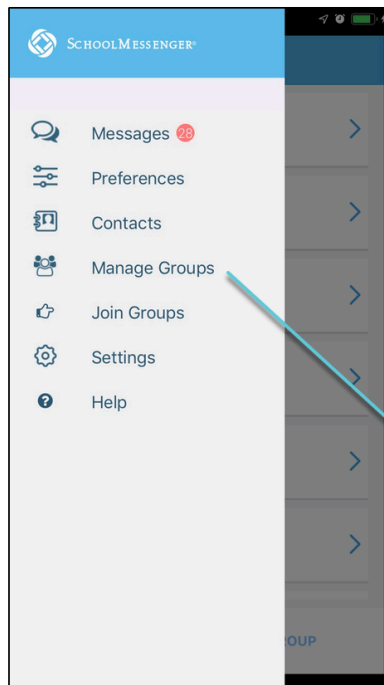 SCHOOLMESSENGER®
Messages 28
Preferences
Contacts
Manage Groups
Join Groups
Settings
Help
OUP